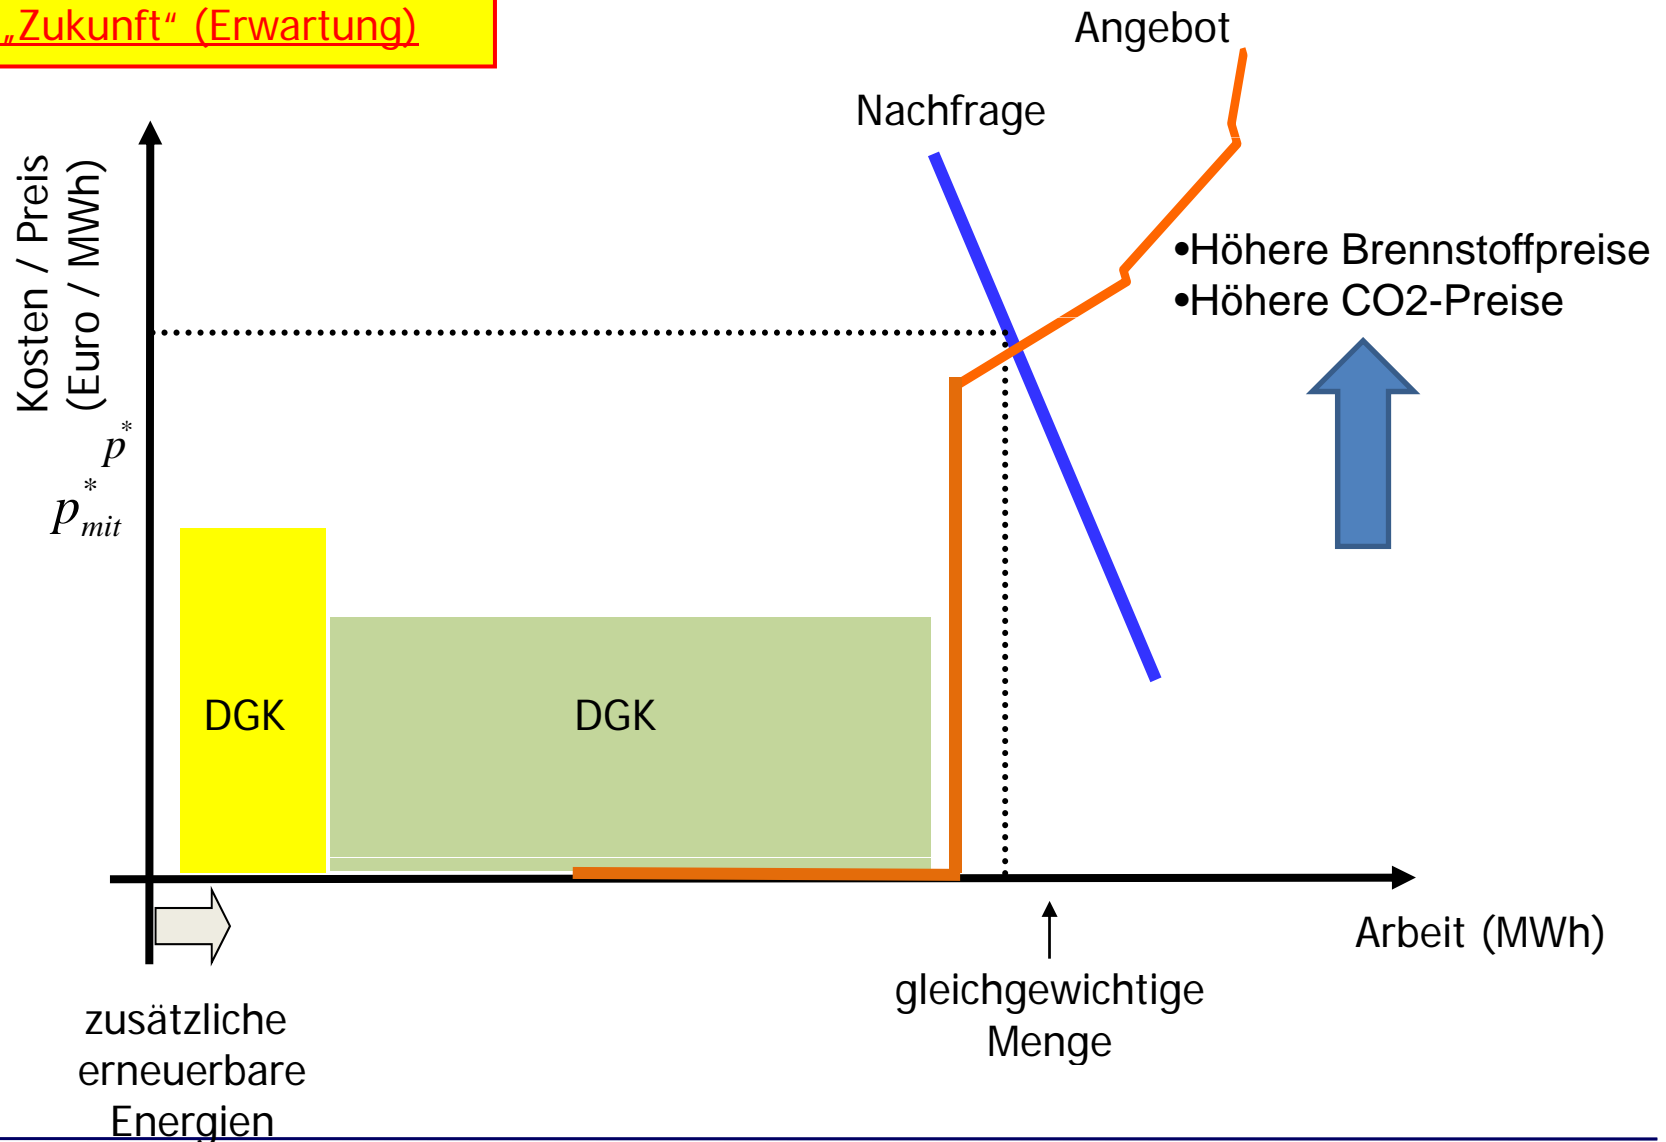 „Zukunft“ (Erwartung)
Angebot
Nachfrage
Kosten / Preis
(Euro / MWh)
•Höhere Brennstoffpreise
•Höhere CO2-Preise
p*
p*mit
DGK
DGK
Arbeit (MWh)
gleichgewichtige
Menge
zusätzliche
erneuerbare
Energien